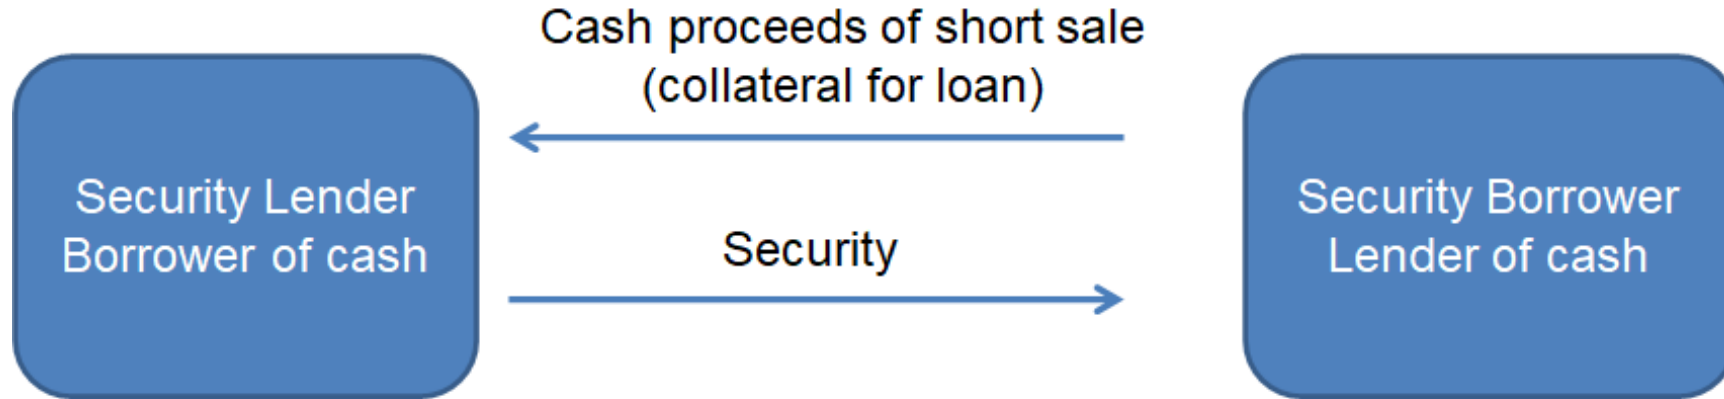 Cash proceeds of short sale
(collateral for loan)
Security Lender
Borrower of cash
Security
Security Borrower
Lender of cash